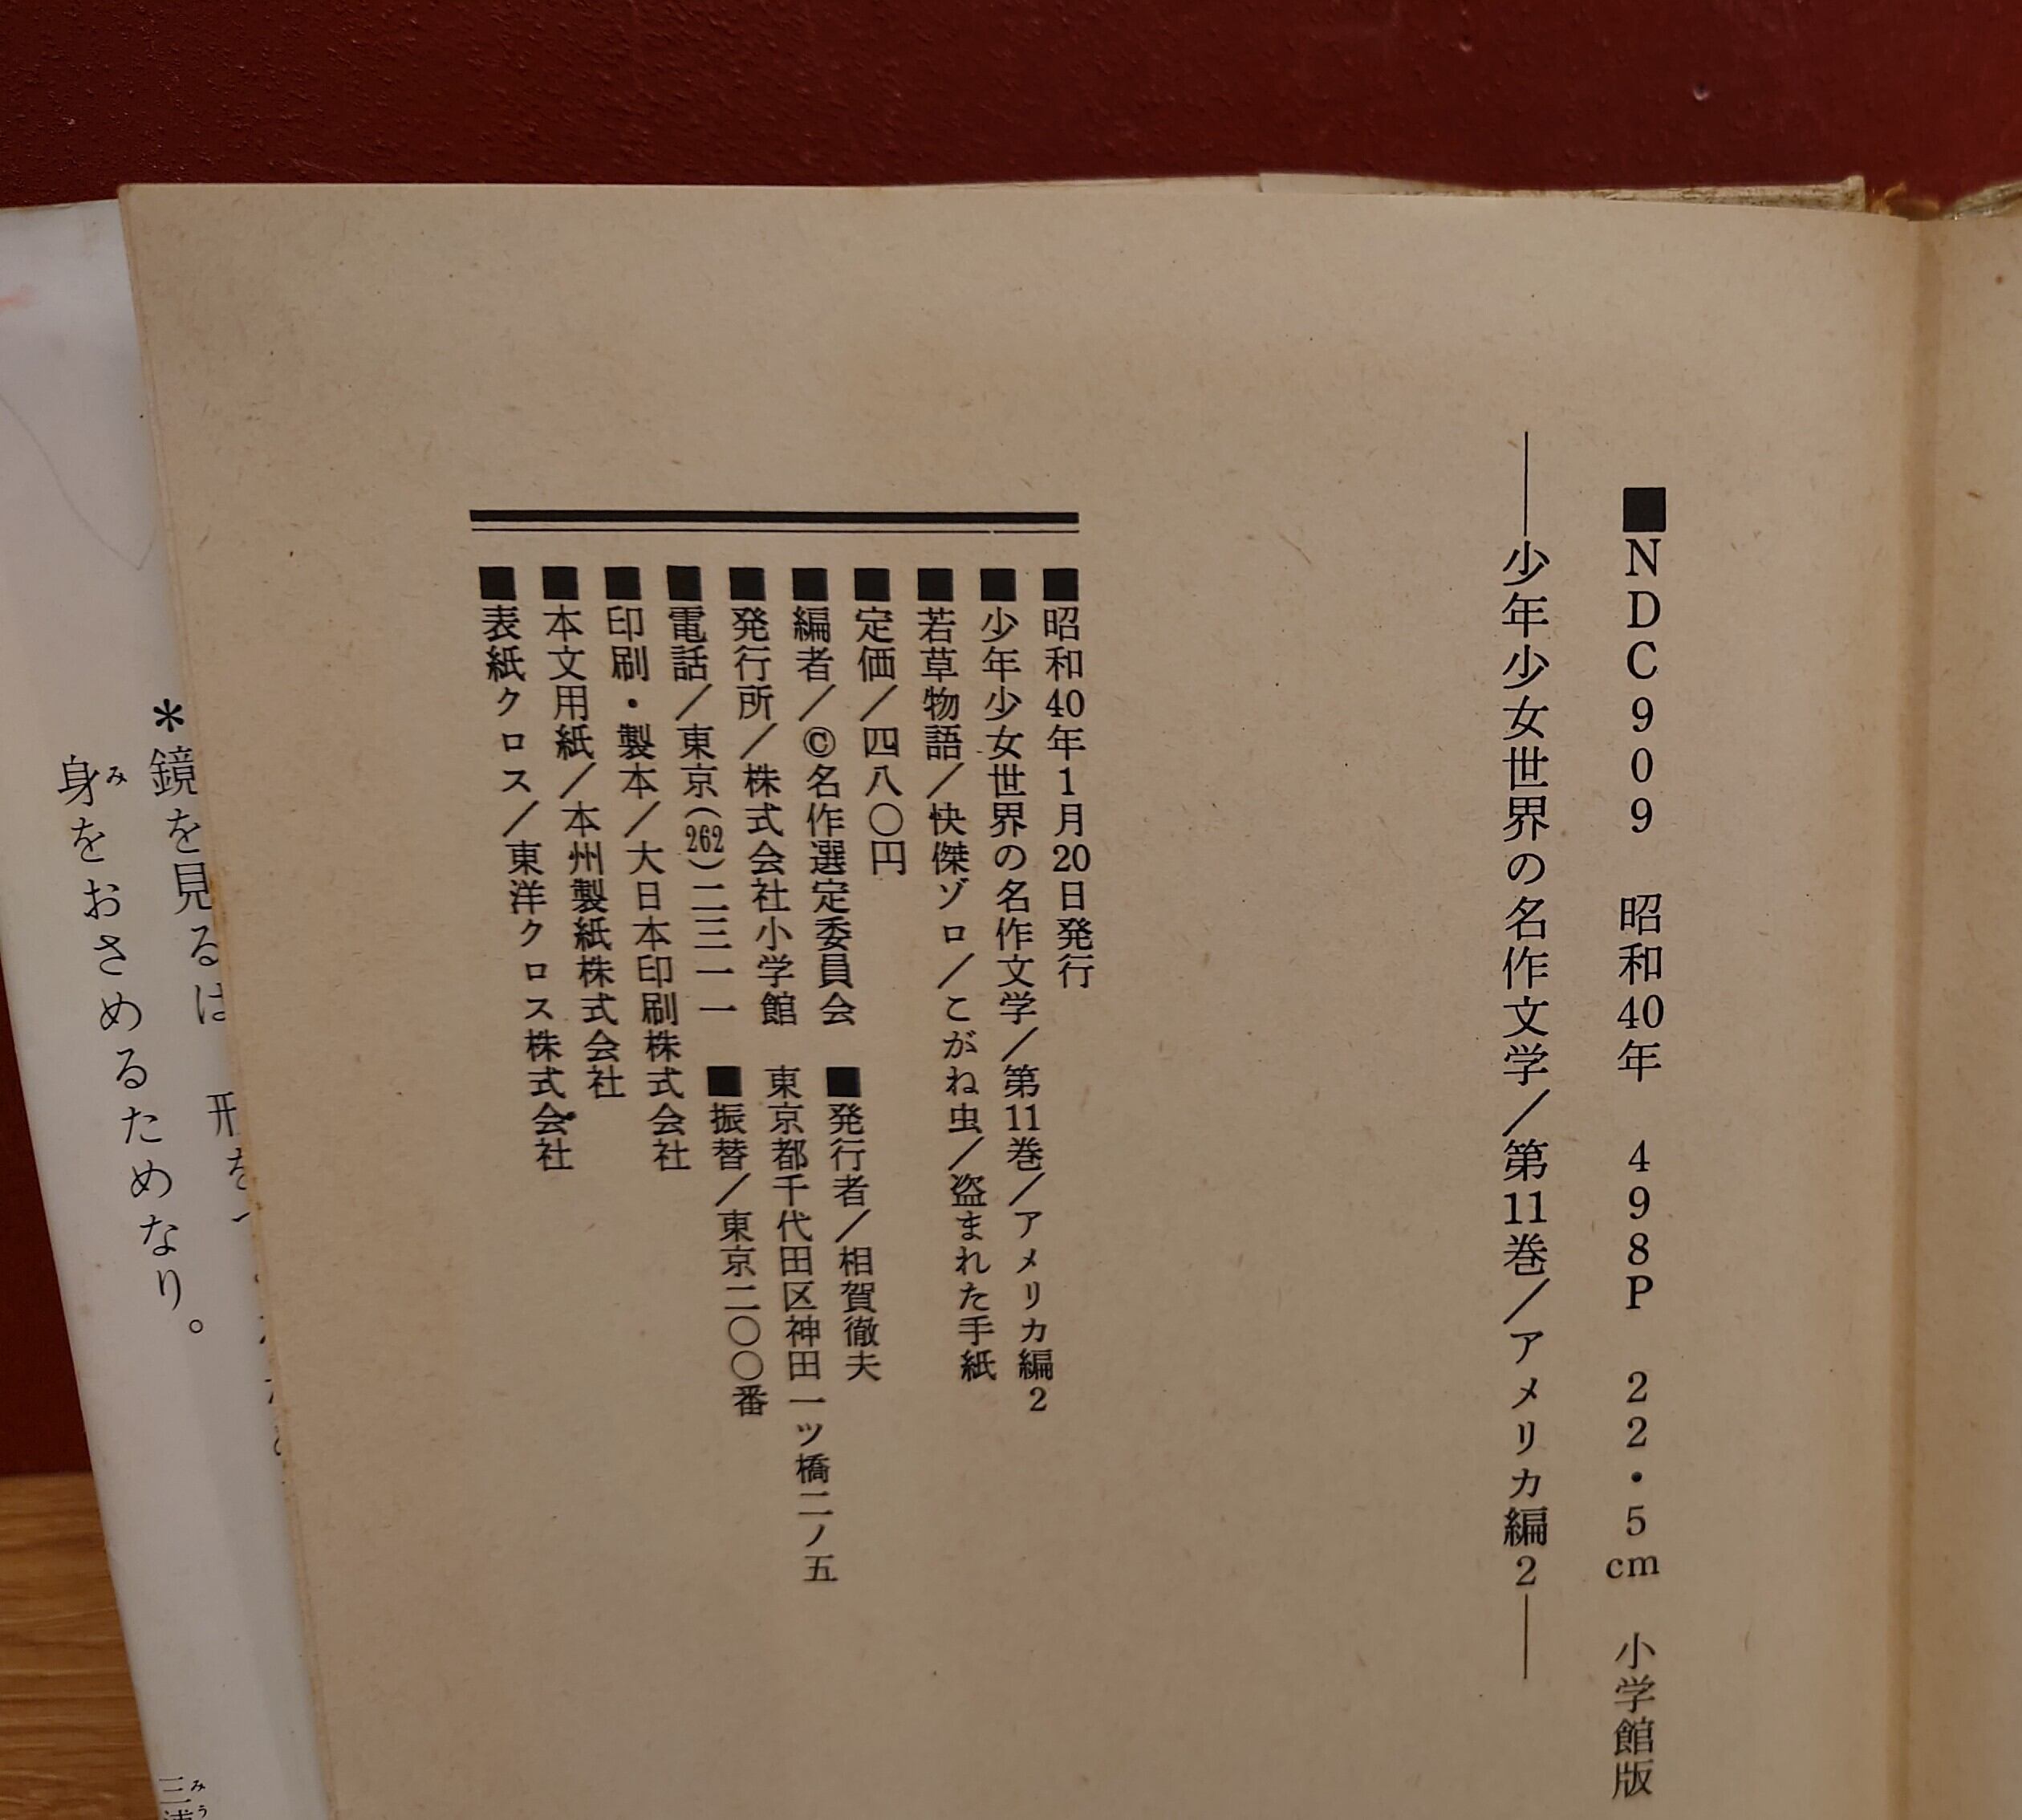 ■NDC909　昭和40年　498P　22・5cm　小学館版
――少年少女世界の名作文学／第11巻／アメリカ編2――
■昭和40年1月20日発行
■少年少女世界の名作文学／第11巻／アメリカ編2
■若草物語／快傑ゾロ／こがね虫／盗まれた手紙
■定価／四八〇円
■編者／©名作選定委員会　■発行者／相賀徹夫
■発行所／株式会社小学館　東京都千代田区神田一ツ橋二ノ五
■電話／東京(262)二三一一　■振替／東京二〇〇番
■印刷・製本／大日本印刷株式会社
■本文用紙／本州製紙株式会社
■表紙クロス／東洋クロス株式会社
＊鏡を見るは　形を
身をおさめるためなり。
み
三浦
みう